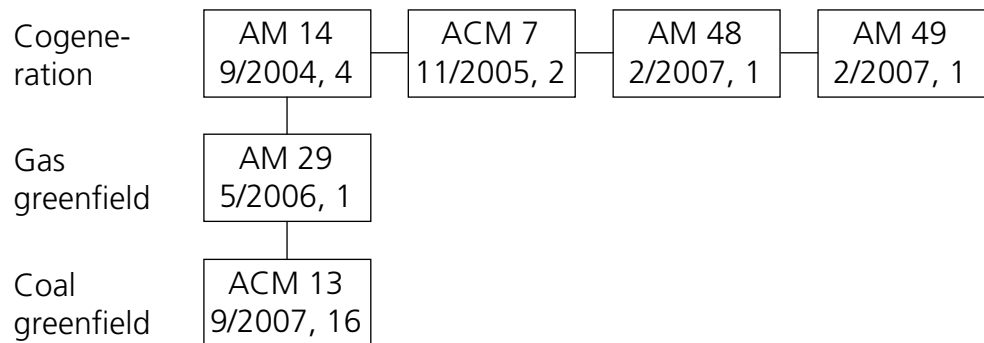 Cogene-
ration
AM 14
9/2004, 4
ACM 7
11/2005, 2
AM 48
2/2007, 1
AM 49
2/2007, 1
Gas
greenfield
AM 29
5/2006, 1
Coal
greenfield
ACM 13
9/2007, 16